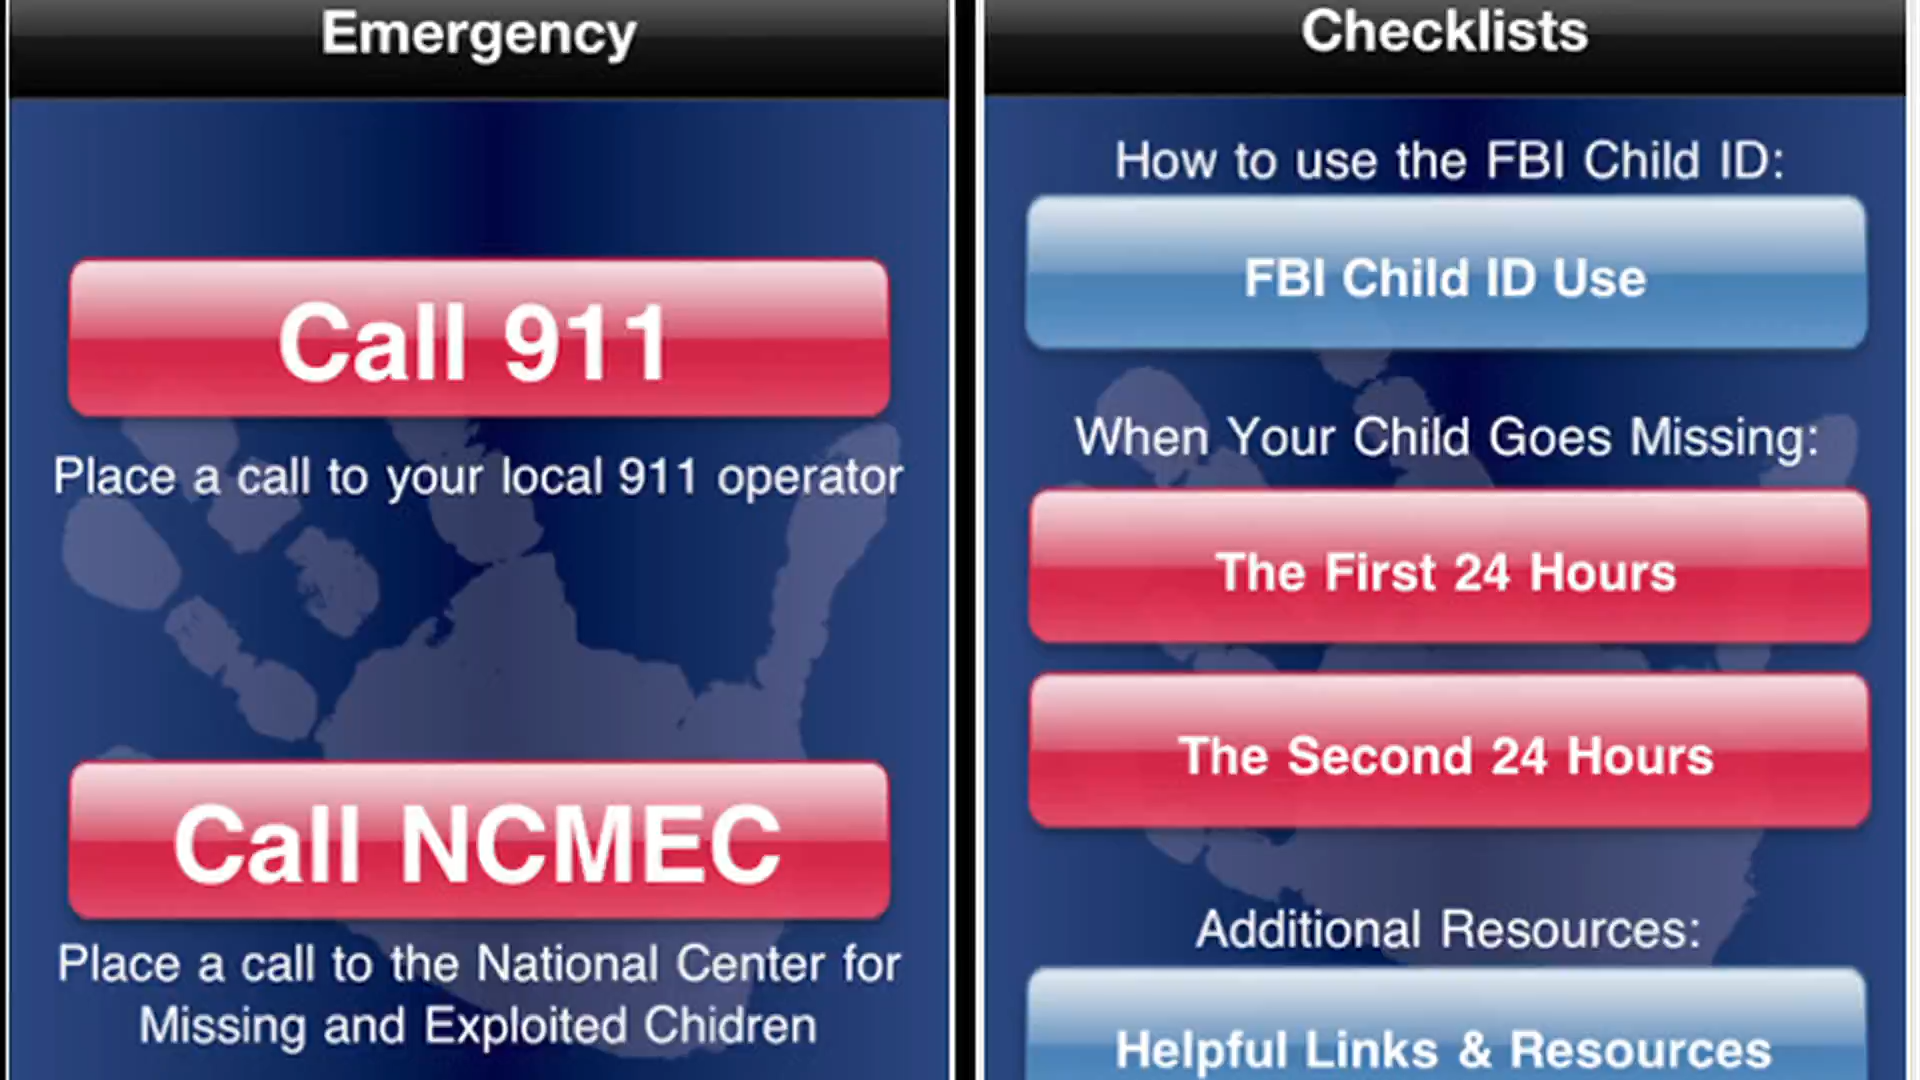 Emergency
Call 911
Place a call to your local 911 operator
Call NCMEC
Place a call to the National Center for
Missing and Exploited Chidren
Checklists
How to use the FBI Child ID:
FBI Child ID Use
When Your Child Goes Missing:
The First 24 Hours
The Second 24 Hours
Additional Resources:
Helpful Links & Resources